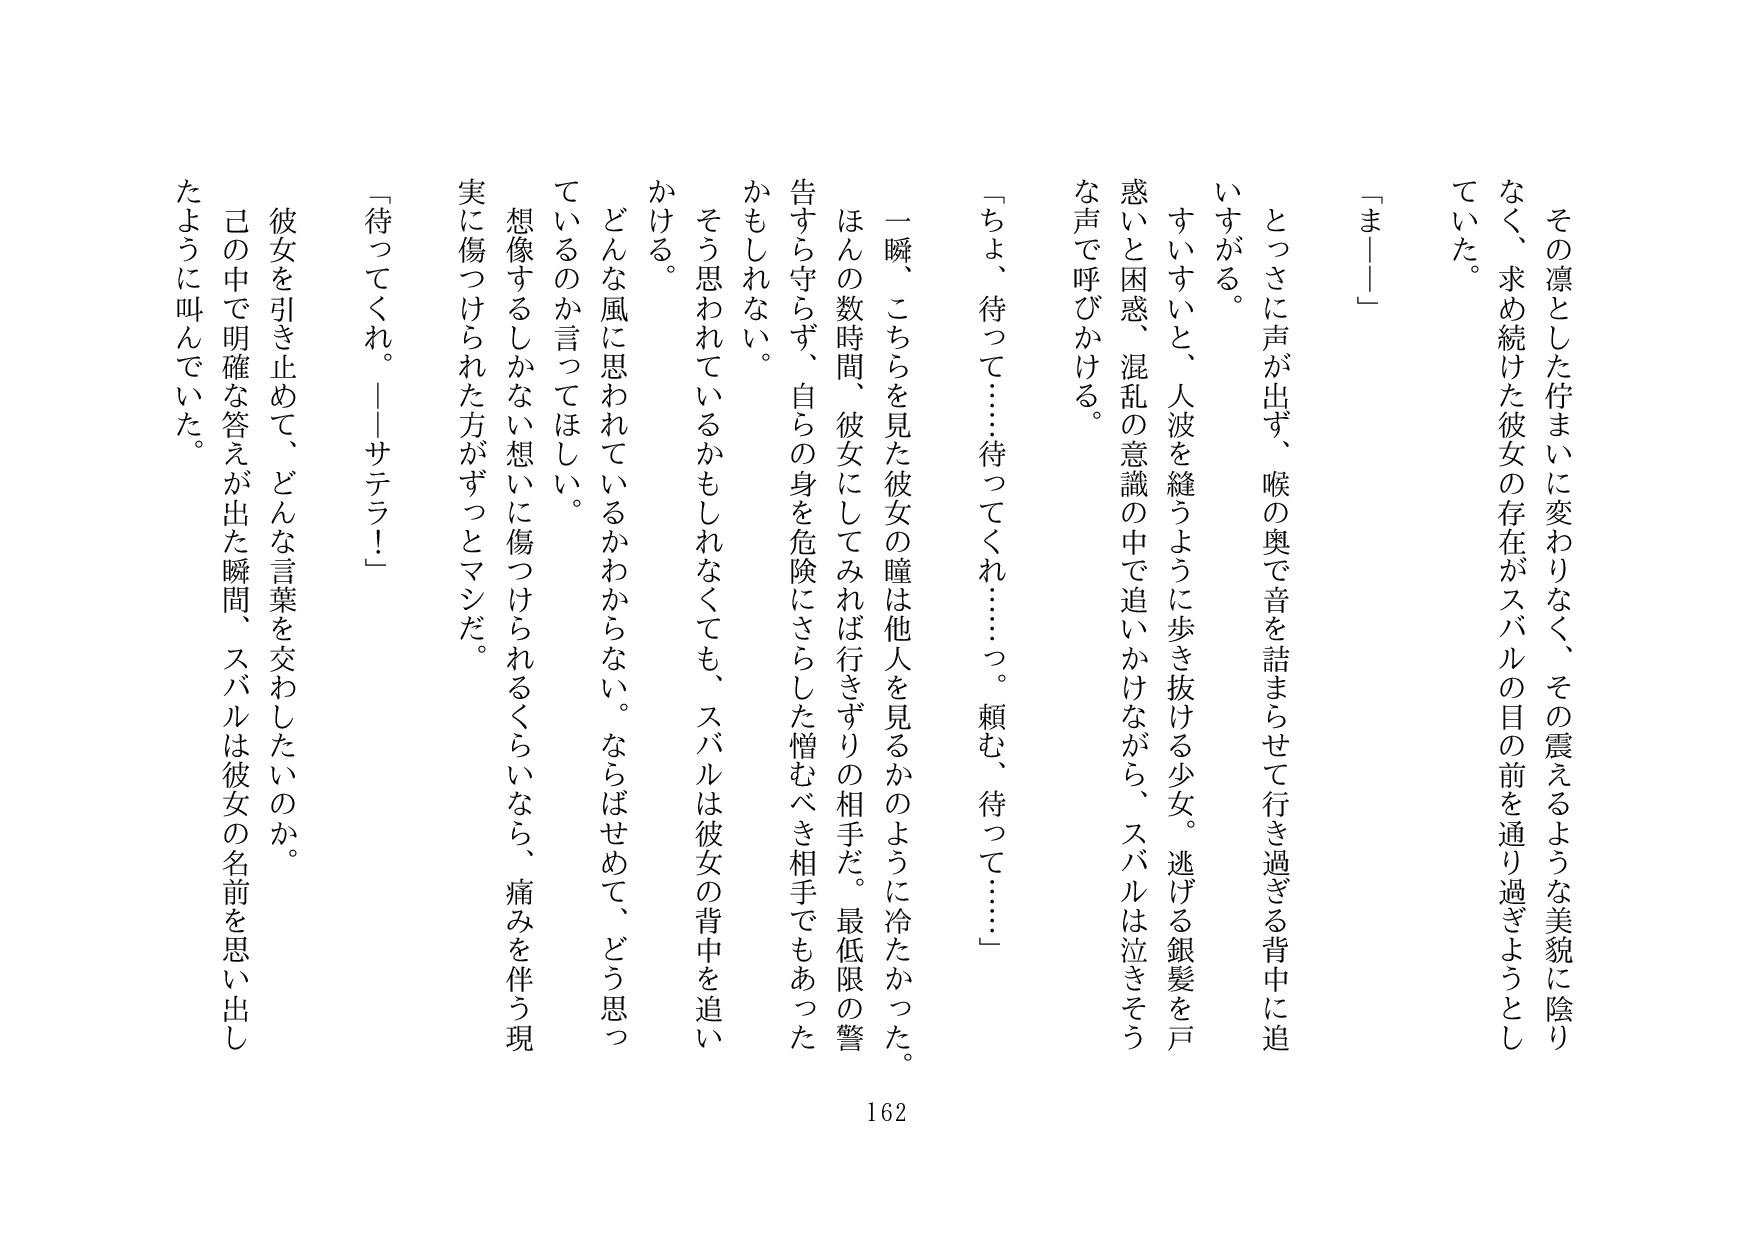 その凛とした佇まいに変わりなく、その震えるような美貌に陰り
なく、求め続けた彼女の存在がスバルの目の前を通り過ぎようとし
ていた。
「ま――」
とっさに声が出ず、喉の奥で音を詰まらせて行き過ぎる背中に追
いすがる。
すいすいと、人波を縫うように歩き抜ける少女。逃げる銀髪を戸
惑いと困惑、混乱の意識の中で追いかけながら、スバルは泣きそう
な声で呼びかける。
「ちょ、待って……待ってくれ……っ。頼む、待って……」
一瞬、こちらを見た彼女の瞳は他人を見るかのように冷たかった。
ほんの数時間、彼女にしてみれば行きずりの相手だ。最低限の警
告すら守らず、自らの身を危険にさらした憎むべき相手でもあった
かもしれない。
そう思われているかもしれなくても、スバルは彼女の背中を追い
かける。
どんな風に思われているかわからない。ならばせめて、どう思っ
ているのか言ってほしい。
想像するしかない想いに傷つけられるくらいなら、痛みを伴う現
実に傷つけられた方がずっとマシだ。
「待ってくれ。――サテラ！」
彼女を引き止めて、どんな言葉を交わしたいのか。
己の中で明確な答えが出た瞬間、スバルは彼女の名前を思い出し
たように叫んでいた。
162